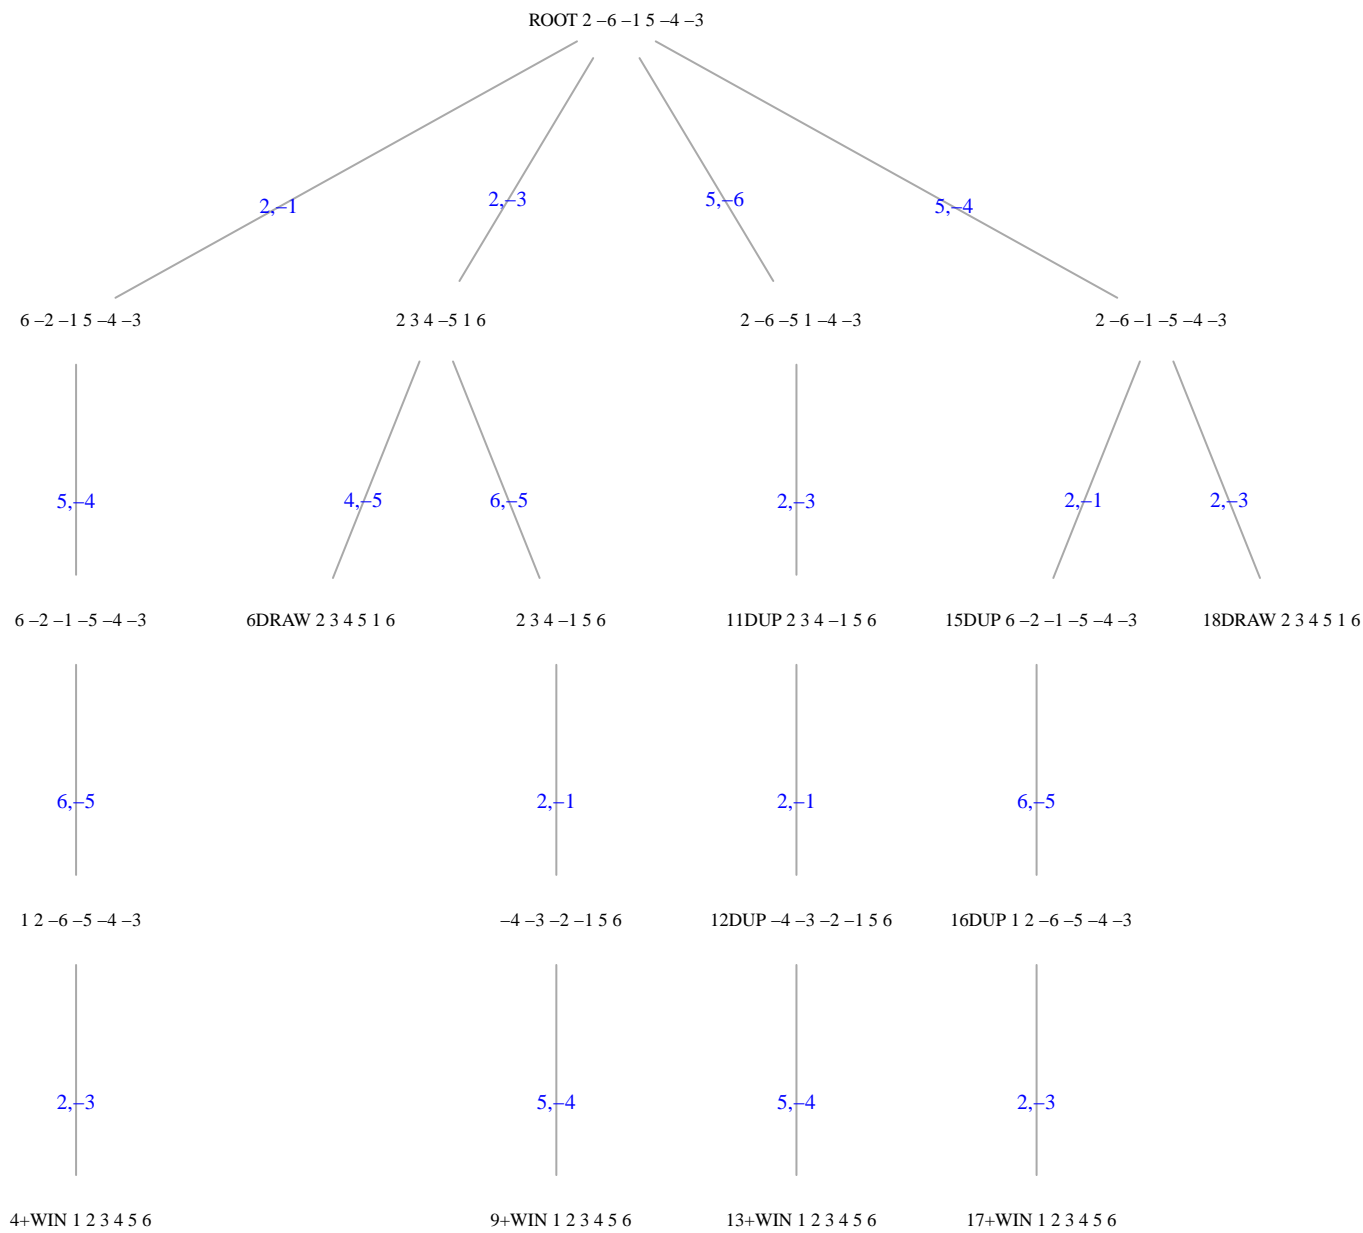 ROOT 2 –6 –1 5 –4 –3
2,–1
2,–3
5,–6
5,–4
6 –2 –1 5 –4 –3
2 3 4 –5 1 6
2 –6 –5 1 –4 –3
2 –6 –1 –5 –4 –3
5,–4
4,–5
6,–5
2,–3
2,–1
2,–3
6 –2 –1 –5 –4 –3
6DRAW 2 3 4 5 1 6
2 3 4 –1 5 6
11DUP 2 3 4 –1 5 6
15DUP 6 –2 –1 –5 –4 –3
18DRAW 2 3 4 5 1 6
6,–5
2,–1
2,–1
6,–5
1 2 –6 –5 –4 –3
–4 –3 –2 –1 5 6
12DUP –4 –3 –2 –1 5 6
16DUP 1 2 –6 –5 –4 –3
2,–3
5,–4
5,–4
2,–3
4+WIN 1 2 3 4 5 6
9+WIN 1 2 3 4 5 6
13+WIN 1 2 3 4 5 6
17+WIN 1 2 3 4 5 6